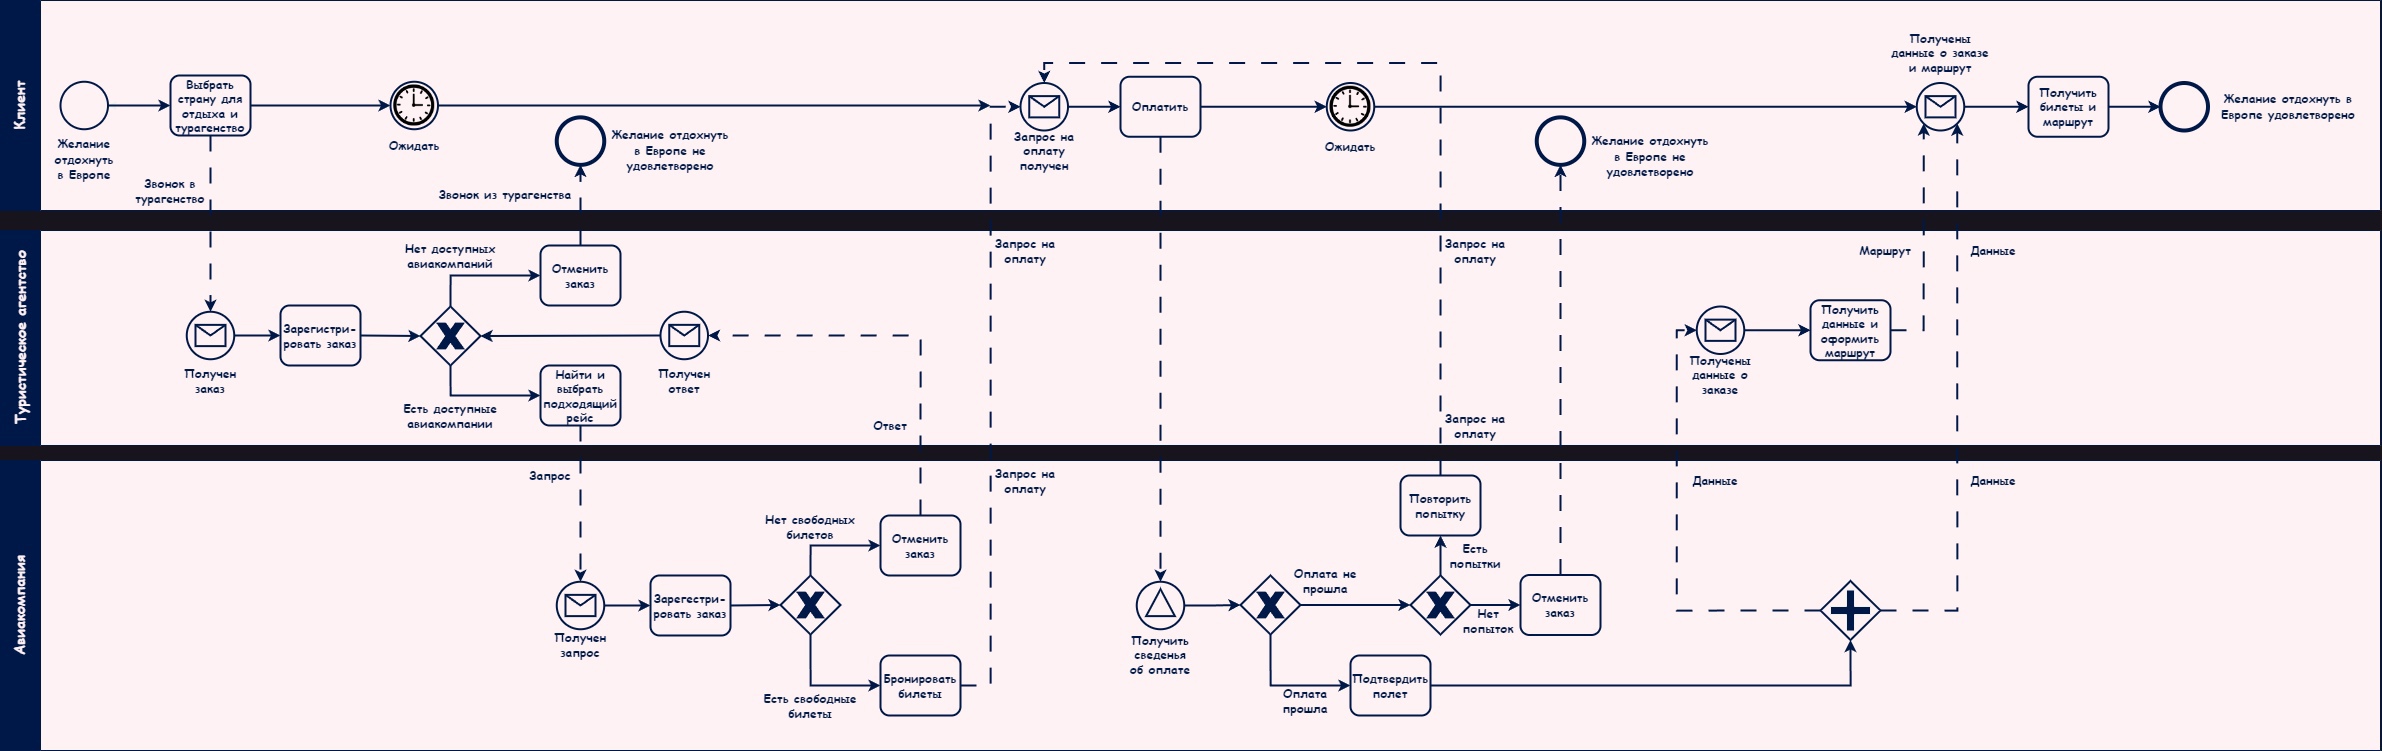 Клиент
Желание
отдохнуть
в Европе
Выбрать
страну для
отдыха и
турагенство
Звонок в
турагенство
Ожидать
Желание отдохнуть
в Европе не
удовлетворено
Звонок из турагенства
Запрос на
оплату
получен
Оплатить
Ожидать
Желание отдохнуть
в Европе не
удовлетворено
Получены
данные о заказе
и маршрут
Получить
билеты и
маршрут
Желание отдохнуть в
Европе удовлетворено
Туристическое агентство
Получен
заказ
Зарегистри-
ровать заказ
Нет доступных
авиакомпаний
Отменить
заказ
Есть доступные
авиакомпании
Найти и
выбрать
подходящий
рейс
Получен
ответ
Ответ
Запрос на
оплату
Запрос на
оплату
Запрос на
оплату
Получены
данные о
заказе
Получить
данные и
оформить
маршрут
Маршрут
Данные
Авиакомпания
Запрос
Получен
запрос
Зарегестри-
ровать заказ
Нет свободных
билетов
Отменить
заказ
Есть свободные
билеты
Бронировать
билеты
Запрос на
оплату
Получить
сведенья
об оплате
Оплата не
прошла
Оплата
прошла
Подтвердить
полет
Повторить
попытку
Есть
попытки
Нет
попыток
Отменить
заказ
Данные
Данные